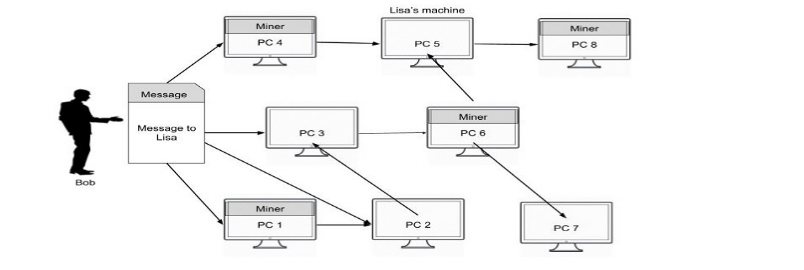 Lisa's machine
Miner
PC 4
PC 5
Miner
PC 8
Message
Message to
Lisa
PC 3
Miner
PC 6
Bob
Miner
PC 1
PC 2
PC 7